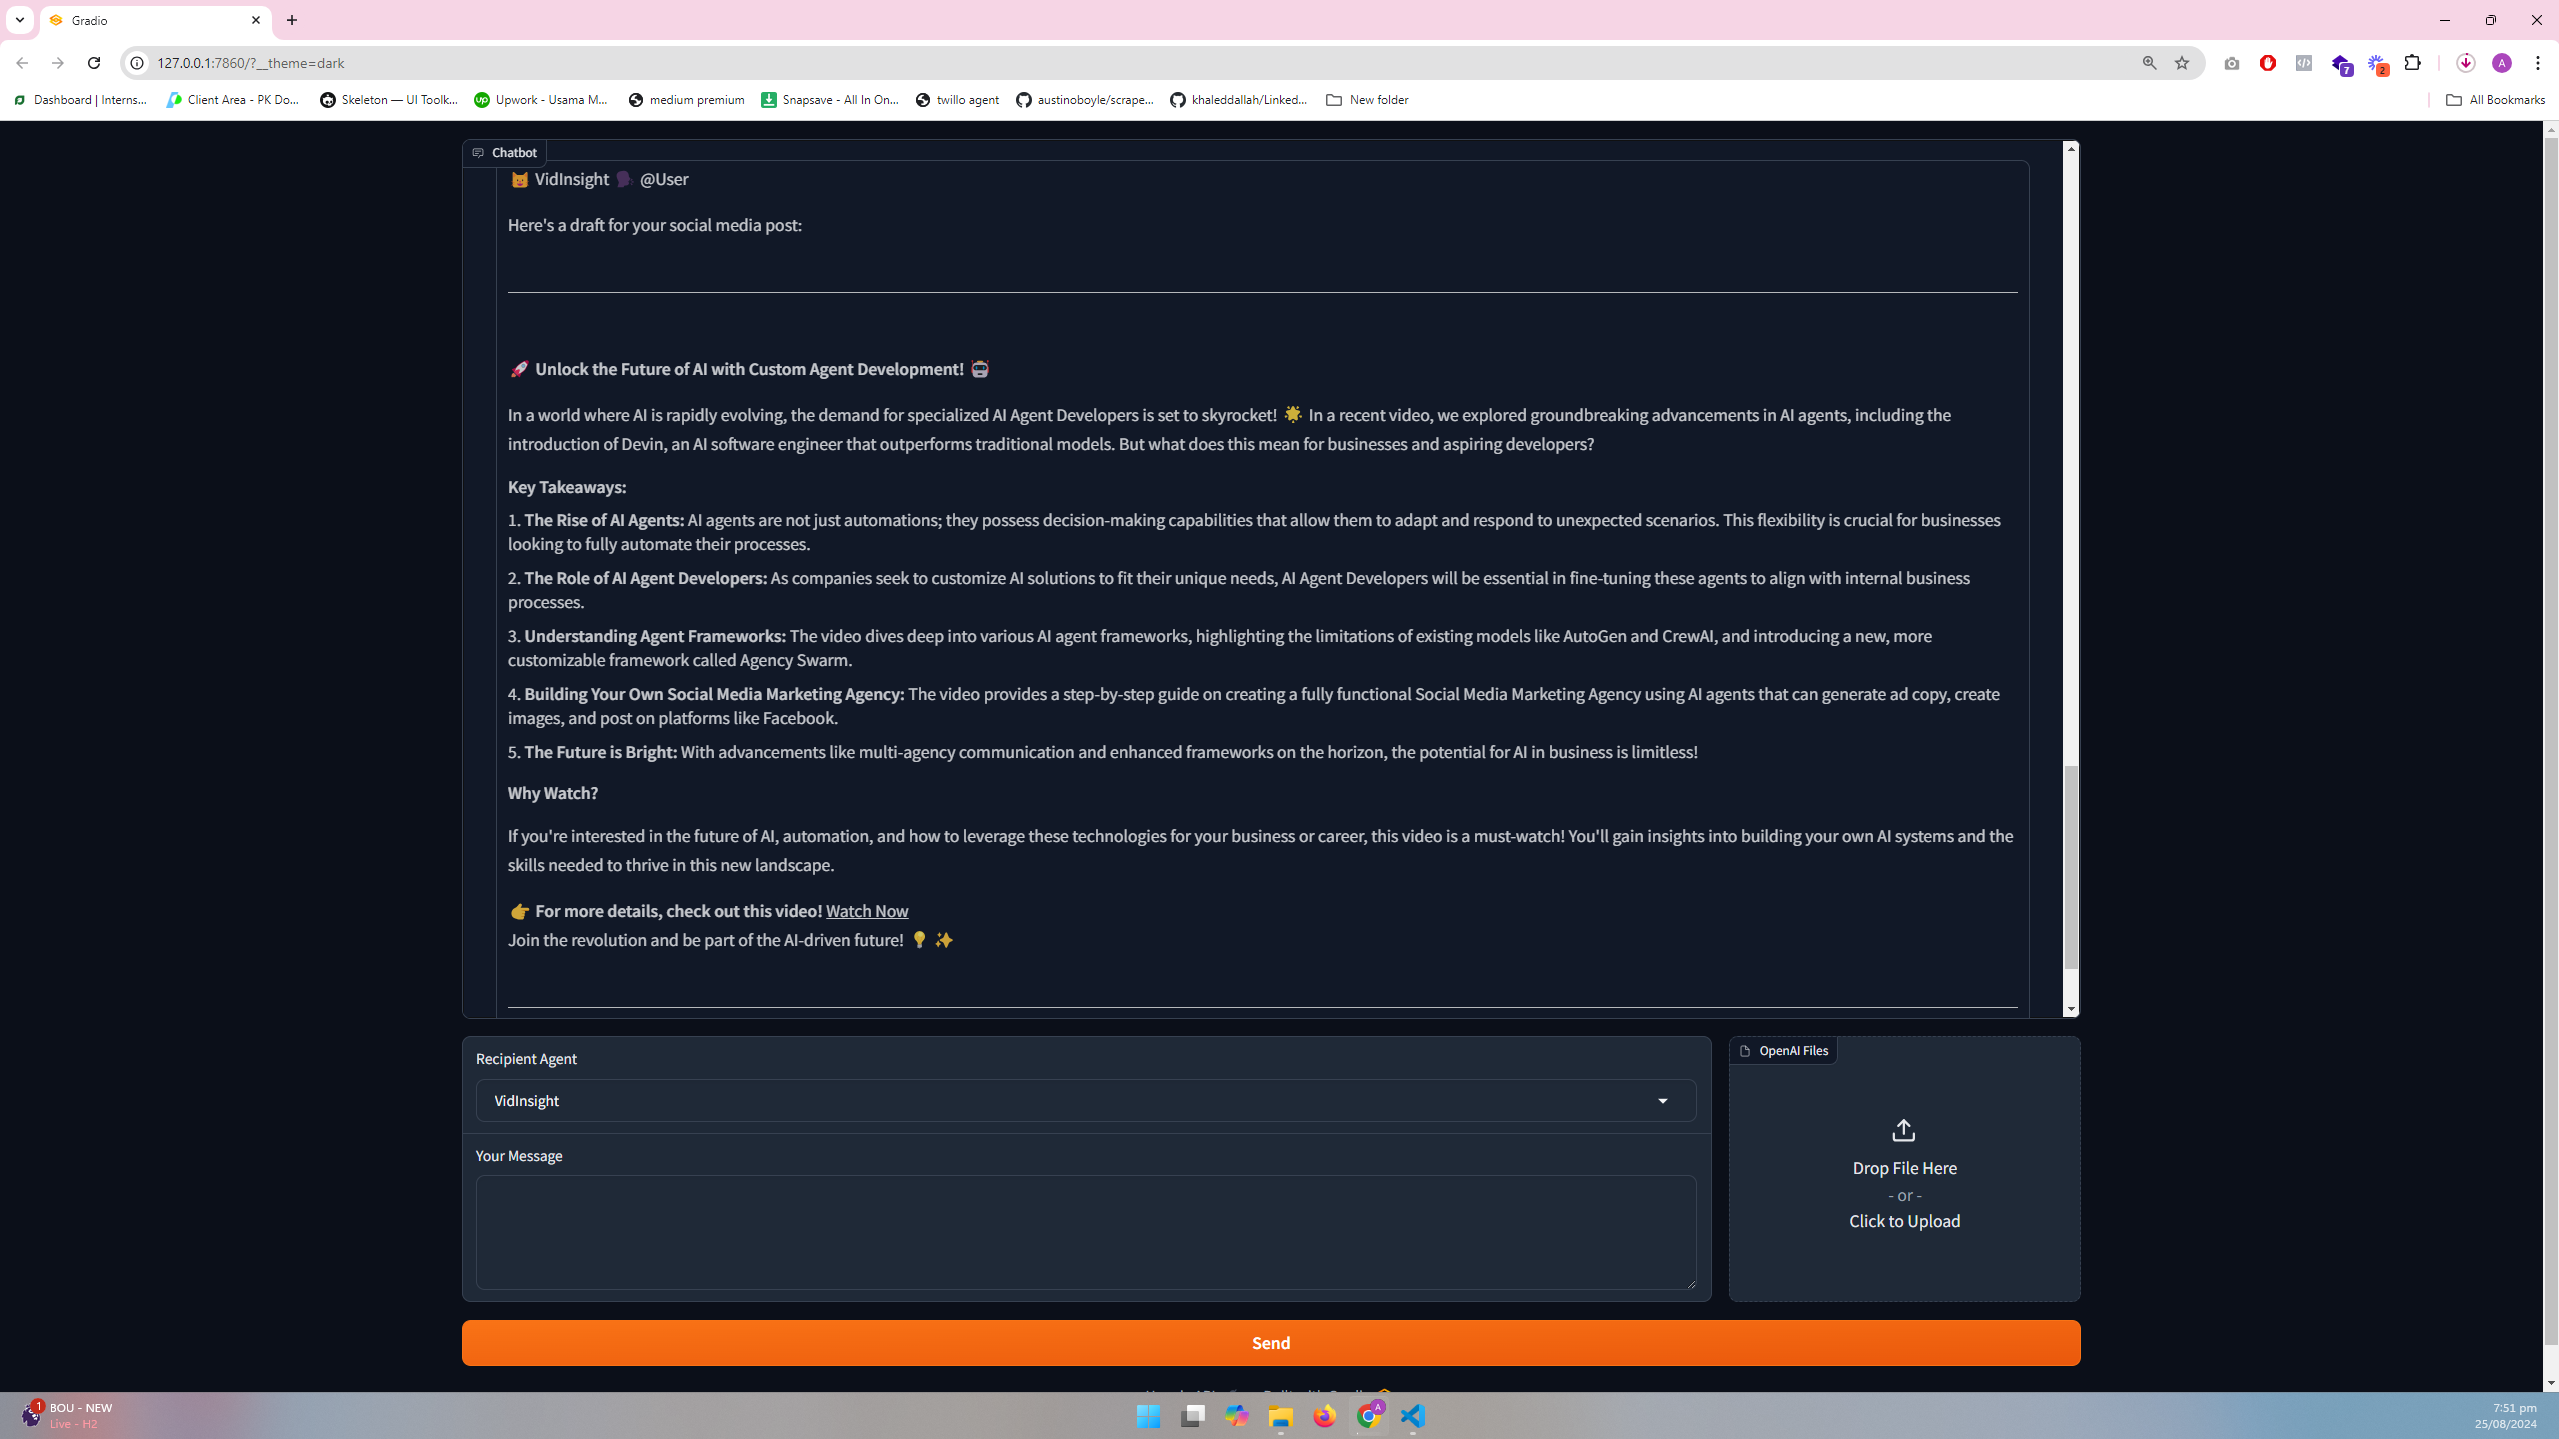 Gradio
127.0.0.1:7860/?__theme=dark
7
2
A
Dashboard | Interns...
Client Area - PK Do...
Skeleton — UI Toolk...
Upwork - Usama M...
medium premium
Snapsave - All In On...
twillo agent
austinoboyle/scrape...
khaleddallah/Linked...
New folder
All Bookmarks
Chatbot
VidInsight @User
Here's a draft for your social media post:
Unlock the Future of AI with Custom Agent Development!
In a world where AI is rapidly evolving, the demand for specialized AI Agent Developers is set to skyrocket! In a recent video, we explored groundbreaking advancements in AI agents, including the
introduction of Devin, an AI software engineer that outperforms traditional models. But what does this mean for businesses and aspiring developers?
Key Takeaways:
1. The Rise of AI Agents: AI agents are not just automations; they possess decision-making capabilities that allow them to adapt and respond to unexpected scenarios. This flexibility is crucial for businesses
looking to fully automate their processes.
2. The Role of AI Agent Developers: As companies seek to customize AI solutions to fit their unique needs, AI Agent Developers will be essential in fine-tuning these agents to align with internal business
processes.
3. Understanding Agent Frameworks: The video dives deep into various AI agent frameworks, highlighting the limitations of existing models like AutoGen and CrewAI, and introducing a new, more
customizable framework called Agency Swarm.
4. Building Your Own Social Media Marketing Agency: The video provides a step-by-step guide on creating a fully functional Social Media Marketing Agency using AI agents that can generate ad copy, create
images, and post on platforms like Facebook.
5. The Future is Bright: With advancements like multi-agency communication and enhanced frameworks on the horizon, the potential for AI in business is limitless!
Why Watch?
If you're interested in the future of AI, automation, and how to leverage these technologies for your business or career, this video is a must-watch! You'll gain insights into building your own AI systems and the
skills needed to thrive in this new landscape.
For more details, check out this video! Watch Now
Join the revolution and be part of the AI-driven future!
Recipient Agent
VidInsight
Your Message
OpenAI Files
Drop File Here
- or -
Click to Upload
Send
1
BOU - NEW
Live - H2
A
7:51 pm
25/08/2024